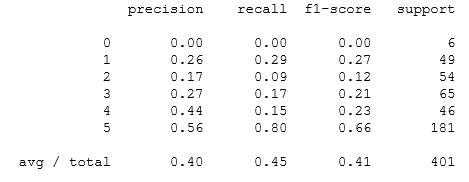 precision recall f1-score support
0 0.00 0.00 0.00 6
1 0.26 0.29 0.27 49
2 0.17 0.09 0.12 54
3 0.27 0.17 0.21 65
4 0.44 0.15 0.23 46
5 0.56 0.80 0.66 181
avg / total 0.40 0.45 0.41 401